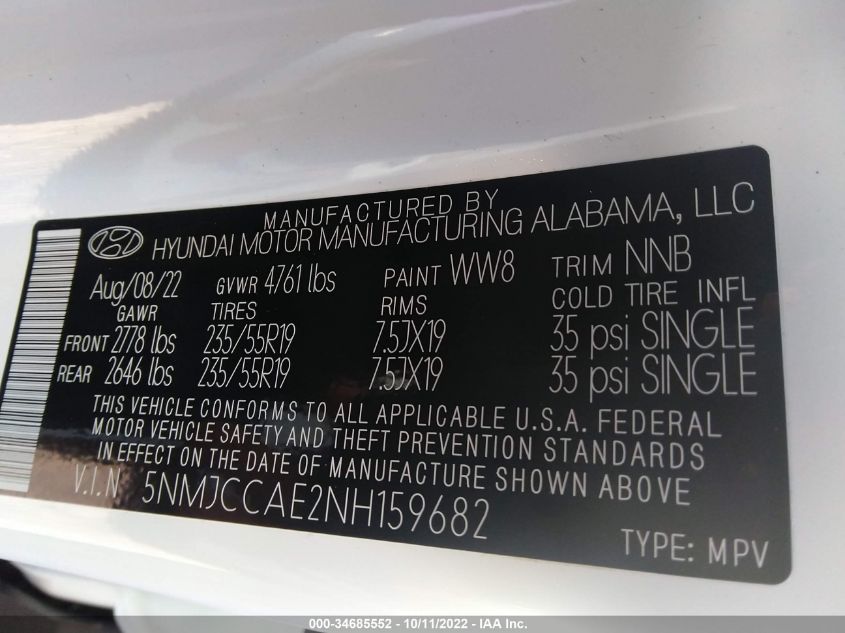 MANUFACTURED BY
HYUNDAI MOTOR MANUFACTURING ALABAMA, LLC
Aug/08/22 GVWR 4761 lbs PAINT WW8 TRIM NNB
GAWR TIRES RIMS COLD TIRE INFL
FRONT 2778 lbs 235/55R19 7.5JX19 35 psi SINGLE
REAR 2646 lbs 235/55R19 7.5JX19 35 psi SINGLE
THIS VEHICLE CONFORMS TO ALL APPLICABLE U.S.A. FEDERAL
MOTOR VEHICLE SAFETY AND THEFT PREVENTION STANDARDS
IN EFFECT ON THE DATE OF MANUFACTURE SHOWN ABOVE
V.I.N 5NMJCCAE2NH159682
TYPE: MPV
000-34685552 - 10/11/2022 - IAA Inc.